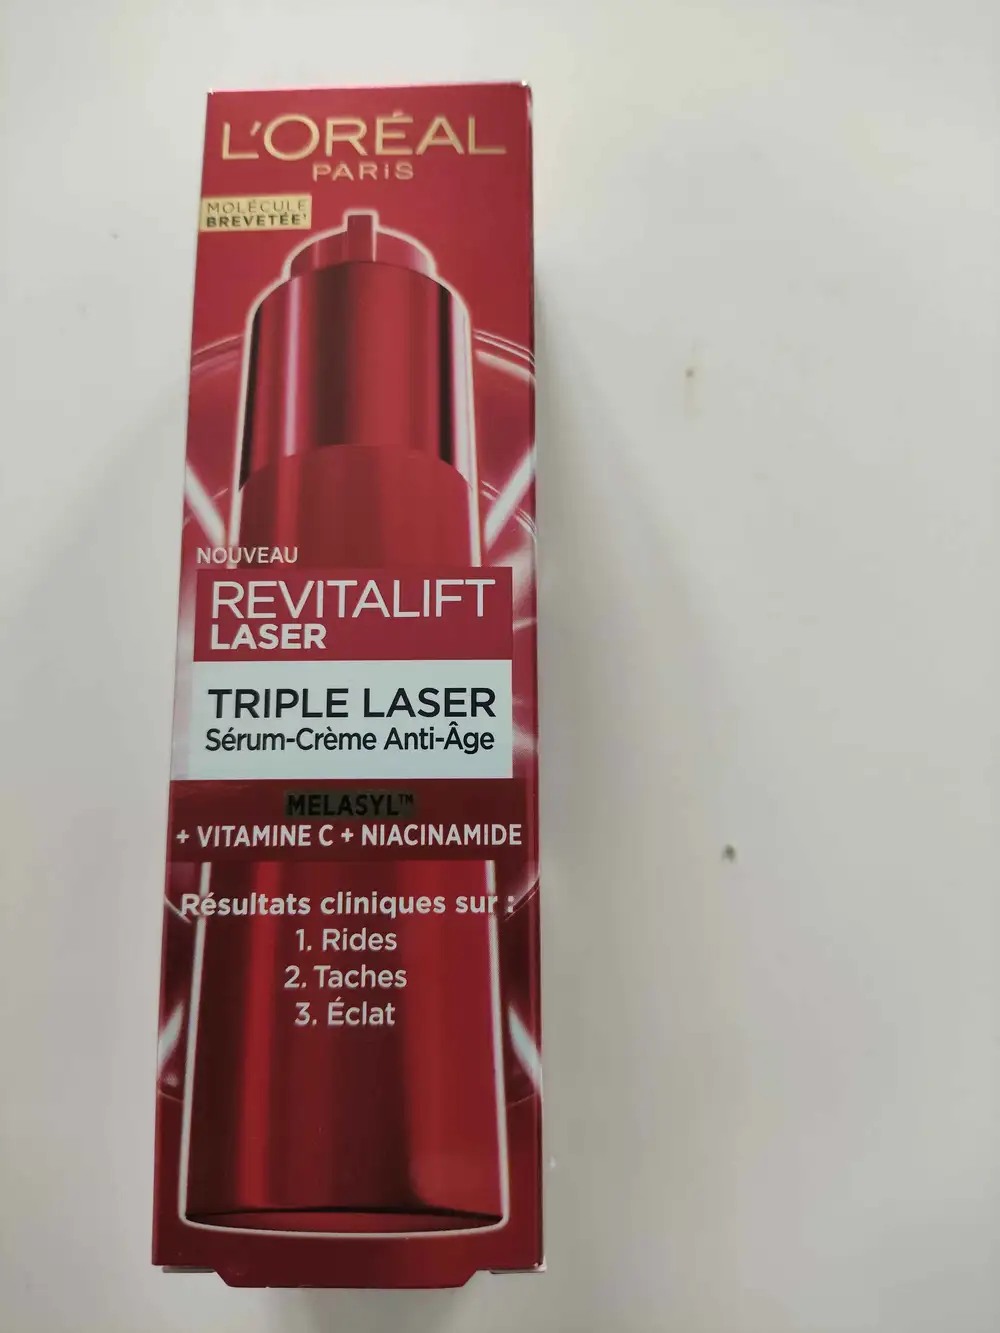 L'ORÉAL
PARIS
MOLÉCULE
BREVETÉE¹
NOUVEAU
REVITALIFT
LASER
TRIPLE LASER
Sérum-Crème Anti-Âge
MELASYL™
+ VITAMINE C + NIACINAMIDE
Résultats cliniques sur :
1. Rides
2. Taches
3. Éclat